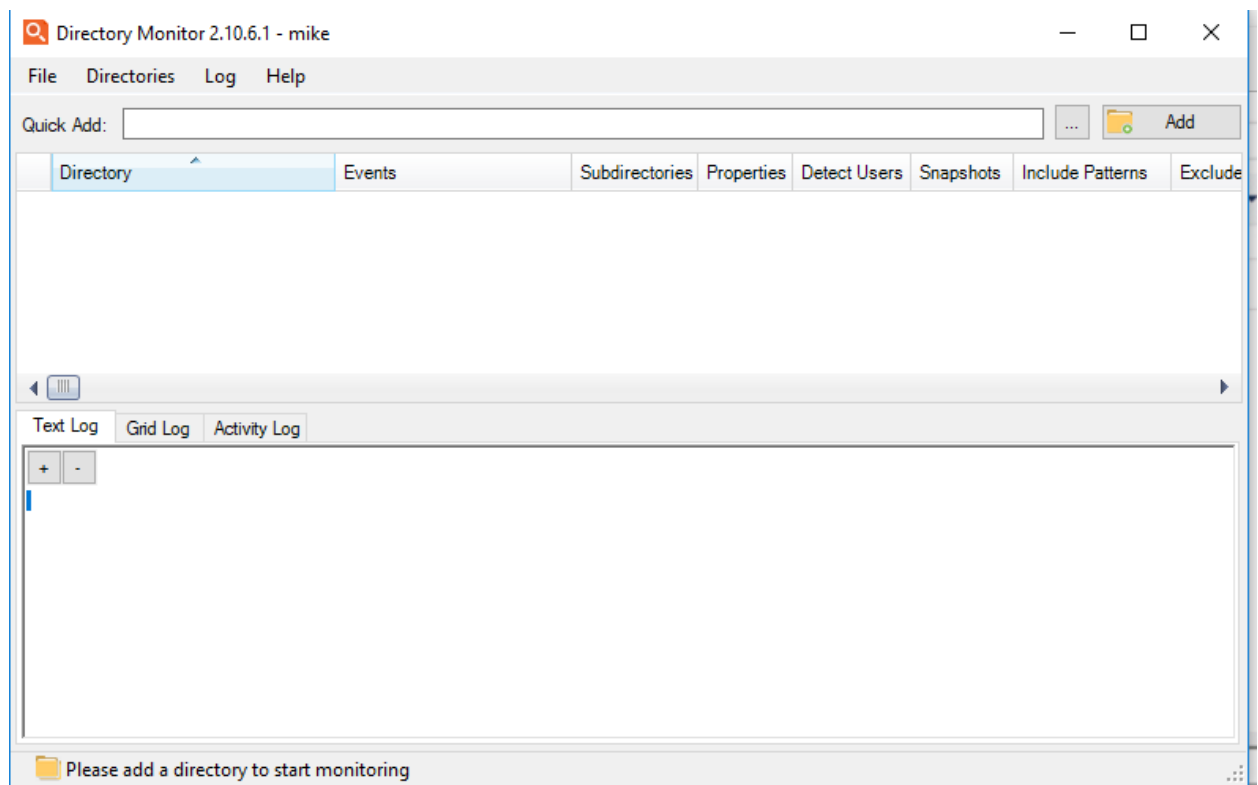 Directory Monitor 2.10.6.1 - mike
File Directories Log Help
Quick Add: ... Add
Directory Events Subdirectories Properties Detect Users Snapshots Include Patterns Exclude
Text Log Grid Log Activity Log
+ -
Please add a directory to start monitoring